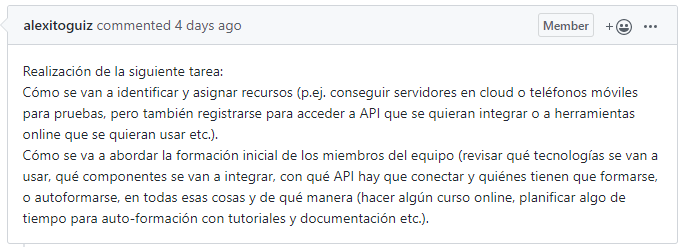 alexitoguiz commented 4 days ago Member
Realización de la siguiente tarea:
Cómo se van a identificar y asignar recursos (p.ej. conseguir servidores en cloud o teléfonos móviles
para pruebas, pero también registrarse para acceder a API que se quieran integrar o a herramientas
online que se quieran usar etc.).
Cómo se va a abordar la formación inicial de los miembros del equipo (revisar qué tecnologías se van a
usar, qué componentes se van a integrar, con qué API hay que conectar y quiénes tienen que formarse,
o autoformarse, en todas esas cosas y de qué manera (hacer algún curso online, planificar algo de
tiempo para auto-formación con tutoriales y documentación etc.).